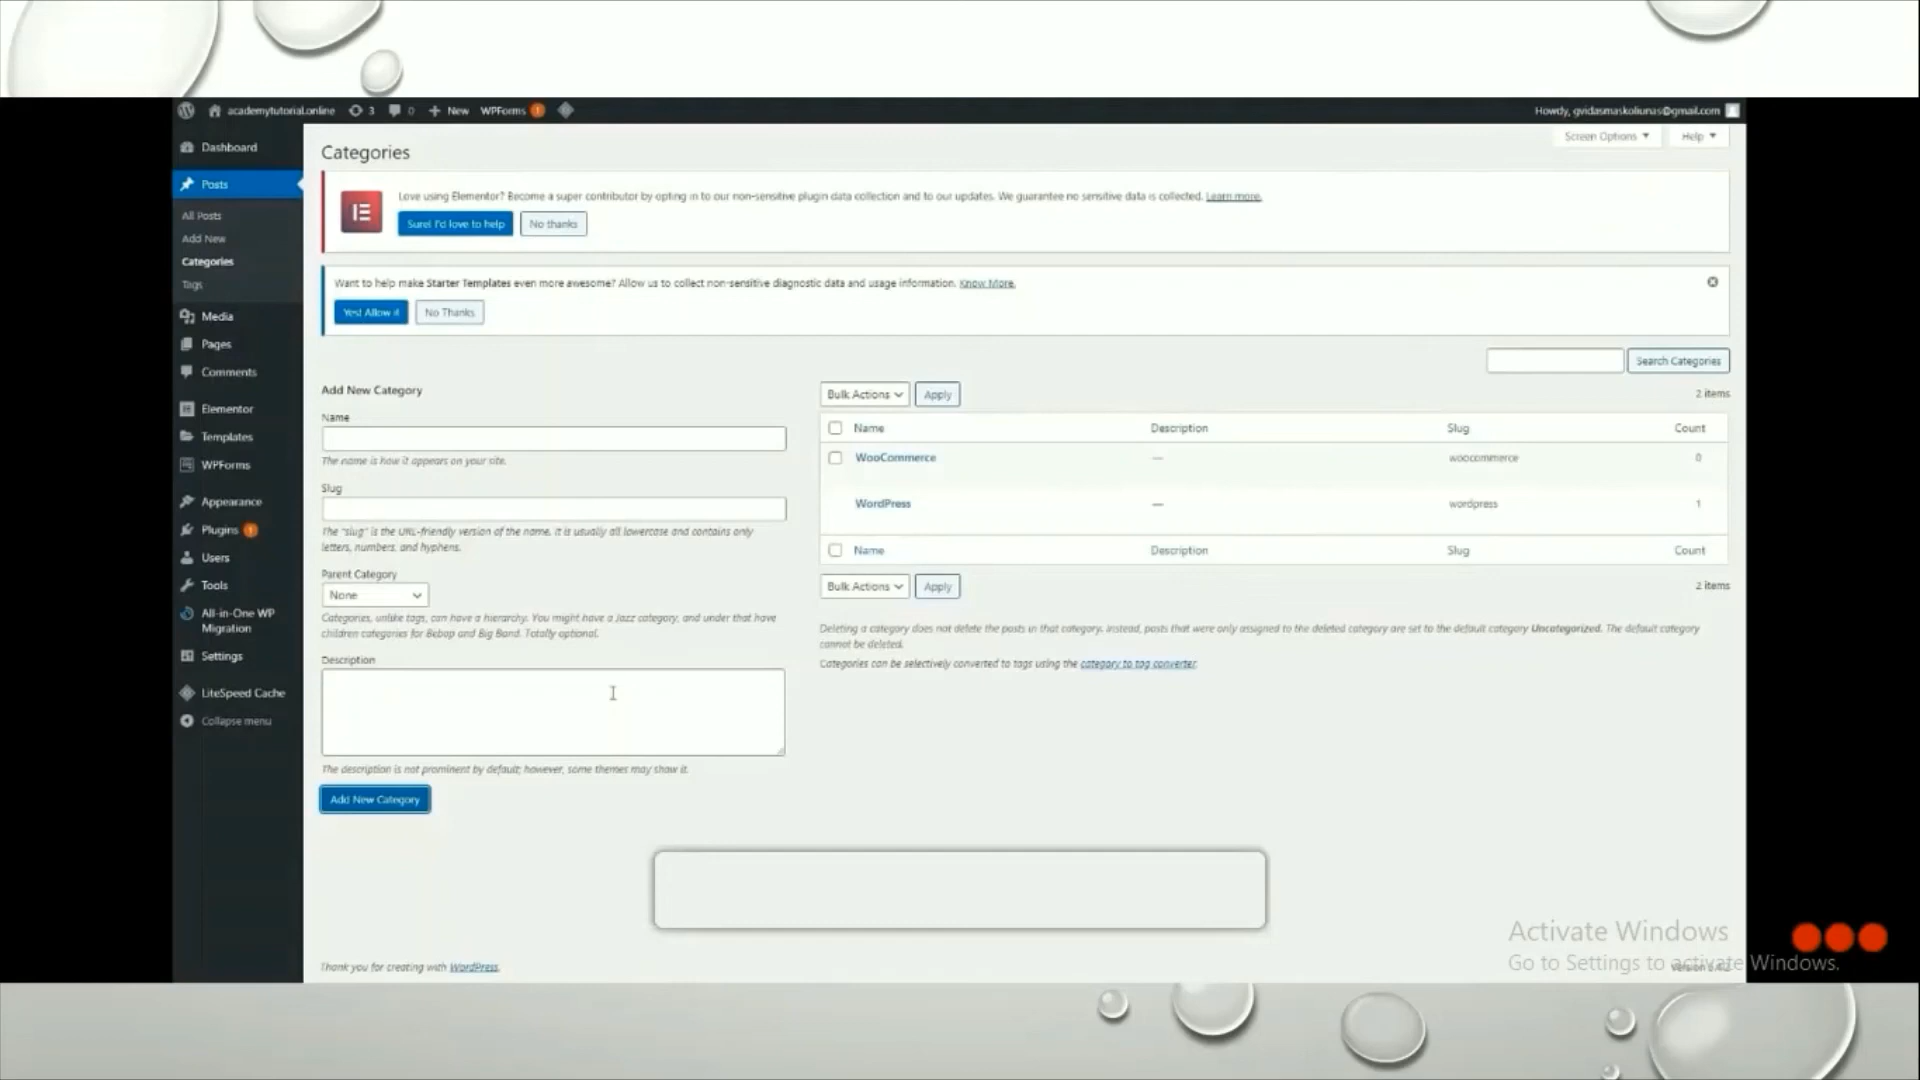 academytutorial.online 3 0 New WPForms 1
Howdy, gvidasmaskoliunas@gmail.com
Screen Options
Help
Dashboard
Posts
All Posts
Add New
Categories
Tags
Media
Pages
Comments
Elementor
Templates
WPForms
Appearance
Plugins 1
Users
Tools
All-in-One WP
Migration
Settings
LiteSpeed Cache
Collapse menu
Categories
Love using Elementor? Become a super contributor by opting in to our non-sensitive plugin data collection and to our updates. We guarantee no sensitive data is collected. Learn more.
Sure! I'd love to help
No thanks
Want to help make Starter Templates even more awesome? Allow us to collect non-sensitive diagnostic data and usage information. Know More.
Yes! Allow it
No Thanks
Search Categories
Add New Category
Name
The name is how it appears on your site.
Slug
The "slug" is the URL-friendly version of the name. It is usually all lowercase and contains only
letters, numbers, and hyphens.
Parent Category
None
Categories, unlike tags, can have a hierarchy. You might have a Jazz category, and under that have
children categories for Bebop and Big Band. Totally optional.
Description
The description is not prominent by default; however, some themes may show it.
Add New Category
Bulk Actions Apply 2 items
Name Description Slug Count
WooCommerce — woocommerce 0
WordPress — wordpress 1
Name Description Slug Count
Bulk Actions Apply 2 items
Deleting a category does not delete the posts in that category. Instead, posts that were only assigned to the deleted category are set to the default category Uncategorized. The default category
cannot be deleted.
Categories can be selectively converted to tags using the category to tag converter.
Thank you for creating with WordPress.
Activate Windows
Go to Settings to activate Windows.